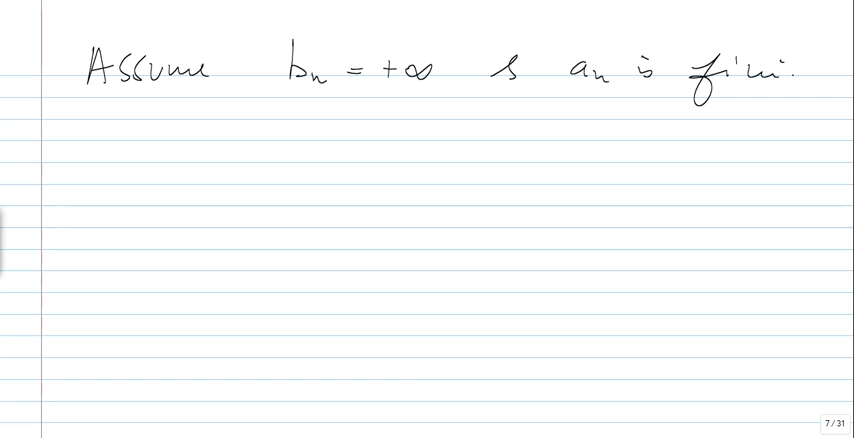 Assume bₙ = +∞ & aₙ is fini.
7 / 31